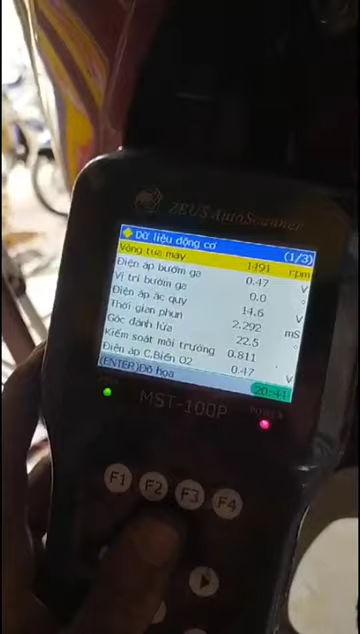 ZEUS AutoScanner
Dữ liệu động cơ (1/3)
Vòng tua máy 1491 rpm
Điện áp bướm ga 0.47 V
Vị trí bướm ga 0.0 °
Điện áp ắc quy 14.6 V
Thời gian phun 2.292 mS
Góc đánh lửa 22.5 °
Kiểm soát môi trường 0.811 .
Điện áp C.Biến O2 0.47 V
(ENTER)Đồ họa 20:44
MST-100P
POWER
F1 F2 F3 F4